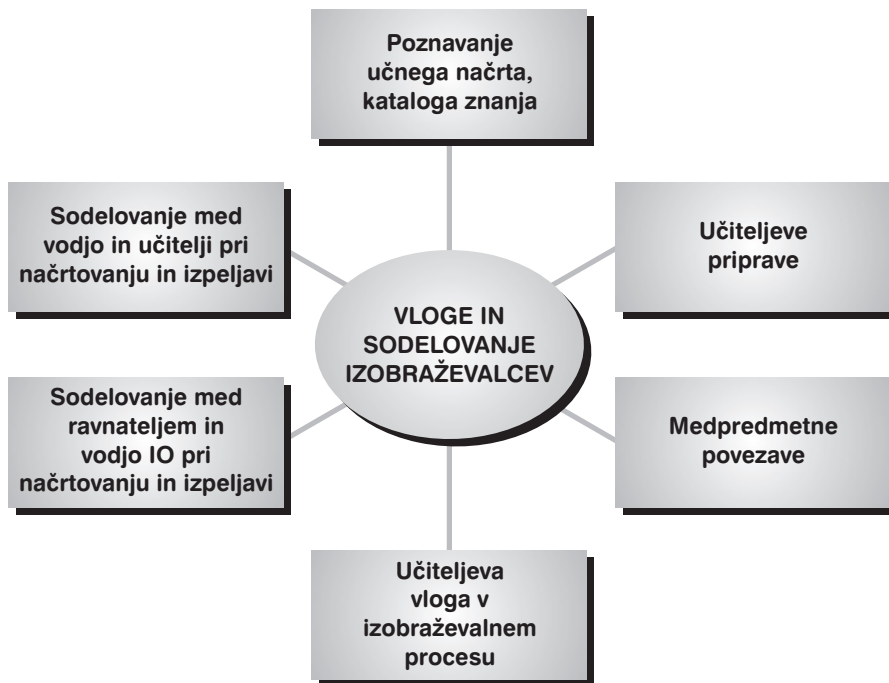 Poznavanje
učnega načrta,
kataloga znanja
Sodelovanje med
vodjo in učitelji pri
načrtovanju in izpeljavi
Učiteljeve
priprave
VLOGE IN
SODELOVANJE
IZOBRAŽEVALCEV
Sodelovanje med
ravnateljem in
vodjo IO pri
načrtovanju in izpeljavi
Medpredmetne
povezave
Učiteljeva
vloga v
izobraževalnem
procesu